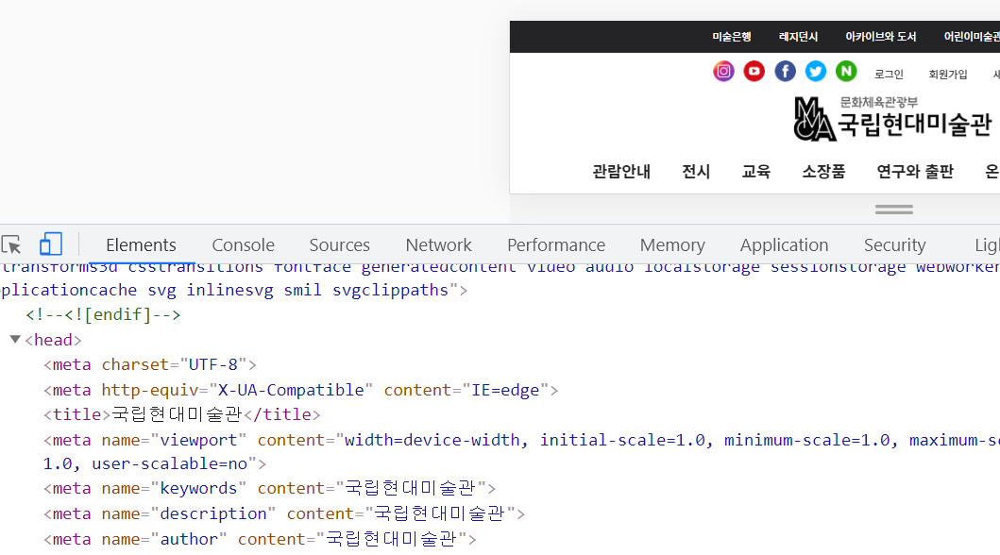 미술은행 레지던시 아카이브와 도서 어린이미술관
로그인 회원가입
MMCA 문화체육관광부
국립현대미술관
관람안내 전시 교육 소장품 연구와 출판 온
Elements Console Sources Network Performance Memory Application Security Ligh
transforms3d csstransitions fontface generatedcontent video audio localstorage sessionstorage webworker
plicationcache svg inlinesvg smil svgclippaths">
<!--<![endif]-->
<head>
<meta charset="UTF-8">
<meta http-equiv="X-UA-Compatible" content="IE=edge">
<title>국립현대미술관</title>
<meta name="viewport" content="width=device-width, initial-scale=1.0, minimum-scale=1.0, maximum-sc
1.0, user-scalable=no">
<meta name="keywords" content="국립현대미술관">
<meta name="description" content="국립현대미술관">
<meta name="author" content="국립현대미술관">